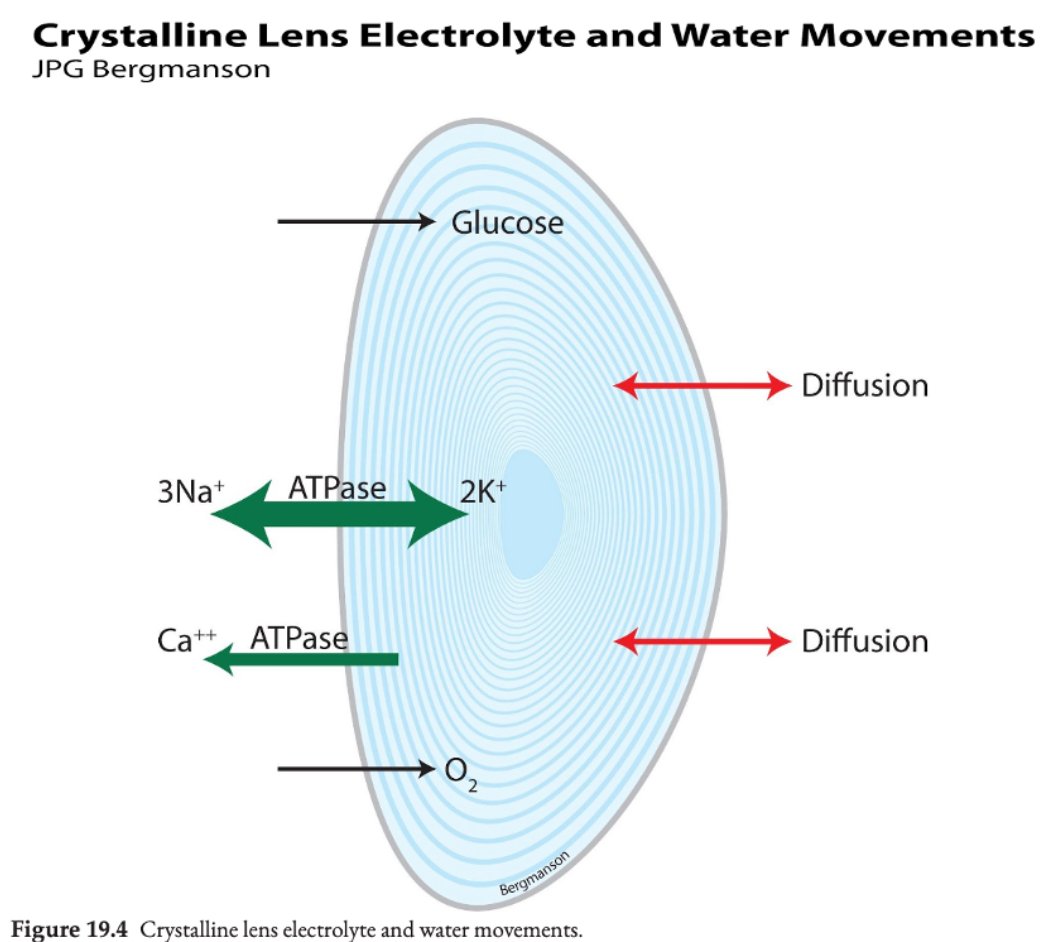 Crystalline Lens Electrolyte and Water Movements
JPG Bergmanson
Glucose
Diffusion
3Na⁺ ATPase 2K⁺
Ca⁺⁺ ATPase
Diffusion
O₂
Bergmanson
Figure 19.4 Crystalline lens electrolyte and water movements.